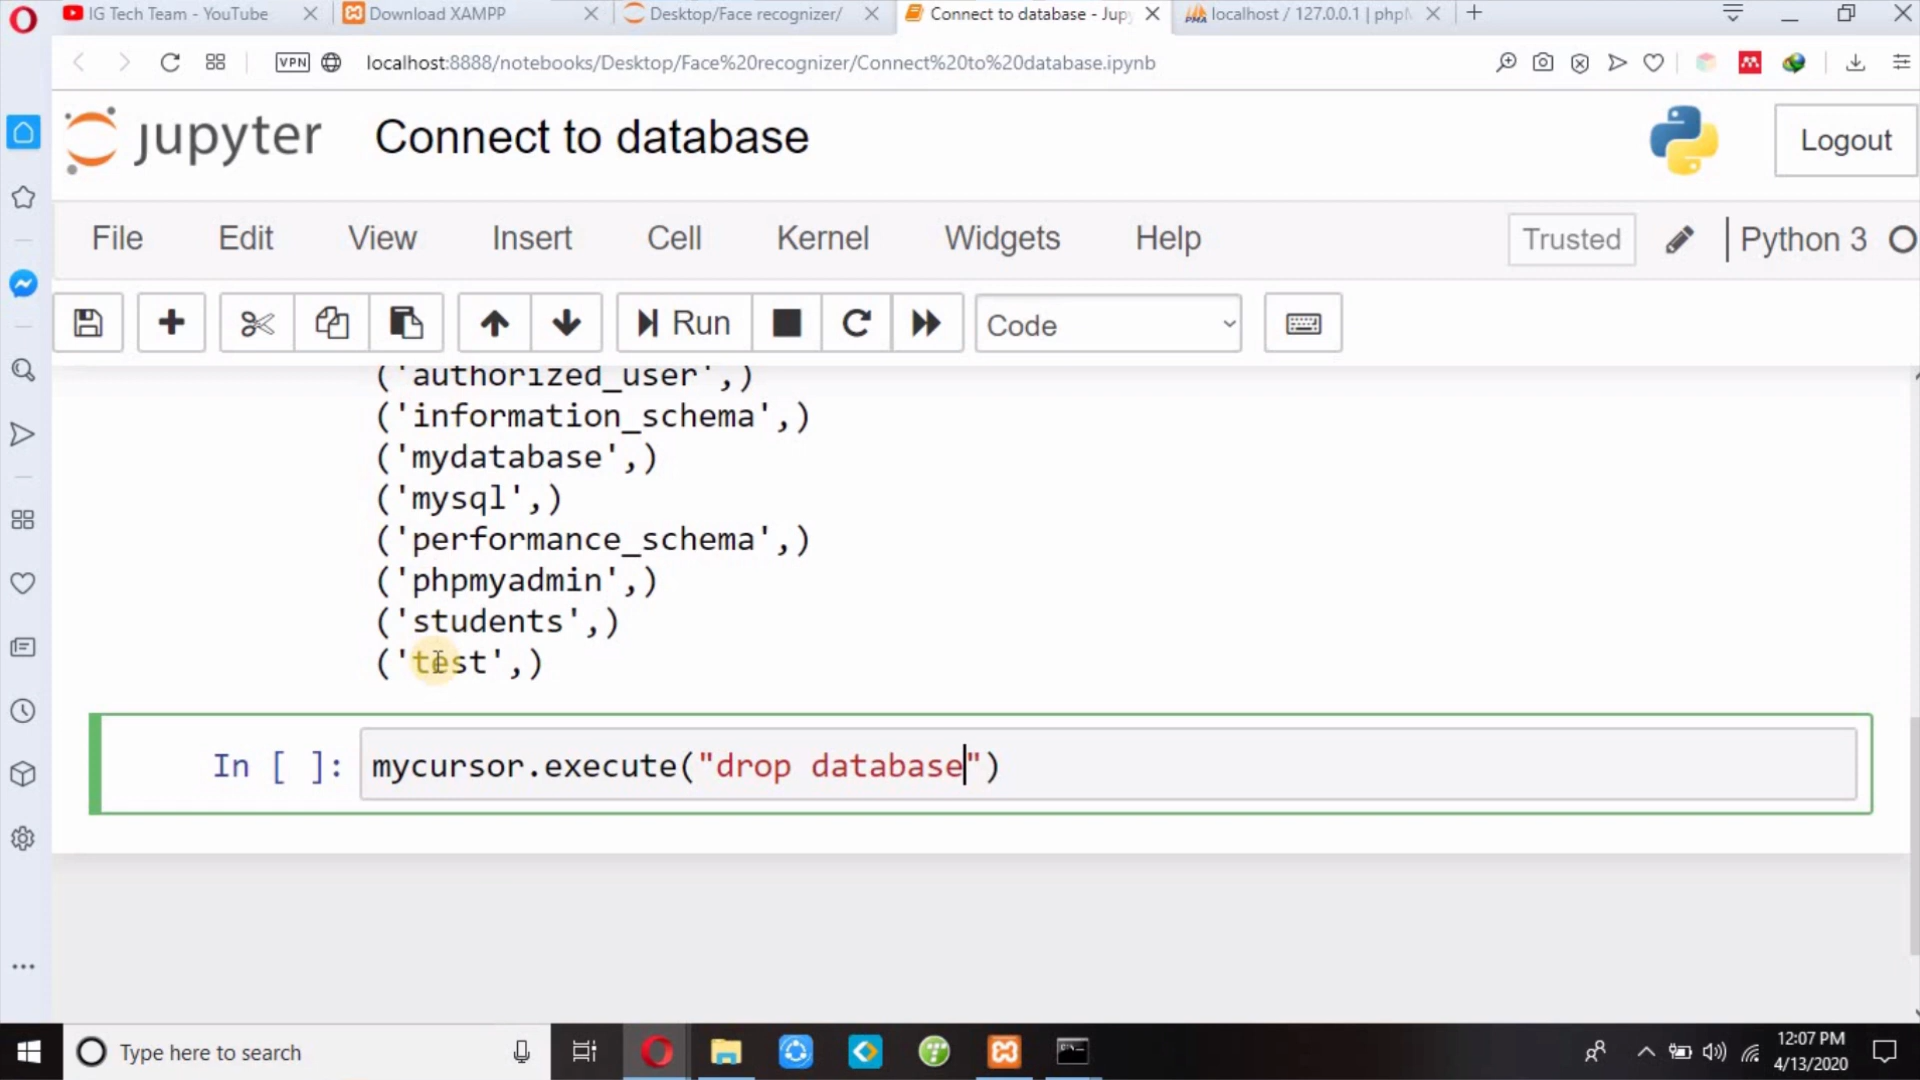 IG Tech Team - YouTube
Download XAMPP
Desktop/Face recognizer/
Connect to database - Jupy
localhost / 127.0.0.1 | phpM
VPN
localhost:8888/notebooks/Desktop/Face%20recognizer/Connect%20to%20database.ipynb
jupyter
Connect to database
Logout
File
Edit
View
Insert
Cell
Kernel
Widgets
Help
Trusted
Python 3
Run
Code
('authorized_user',)
('information_schema',)
('mydatabase',)
('mysql',)
('performance_schema',)
('phpmyadmin',)
('students',)
('test',)
In [ ]: mycursor.execute("drop database")
Type here to search
12:07 PM
4/13/2020